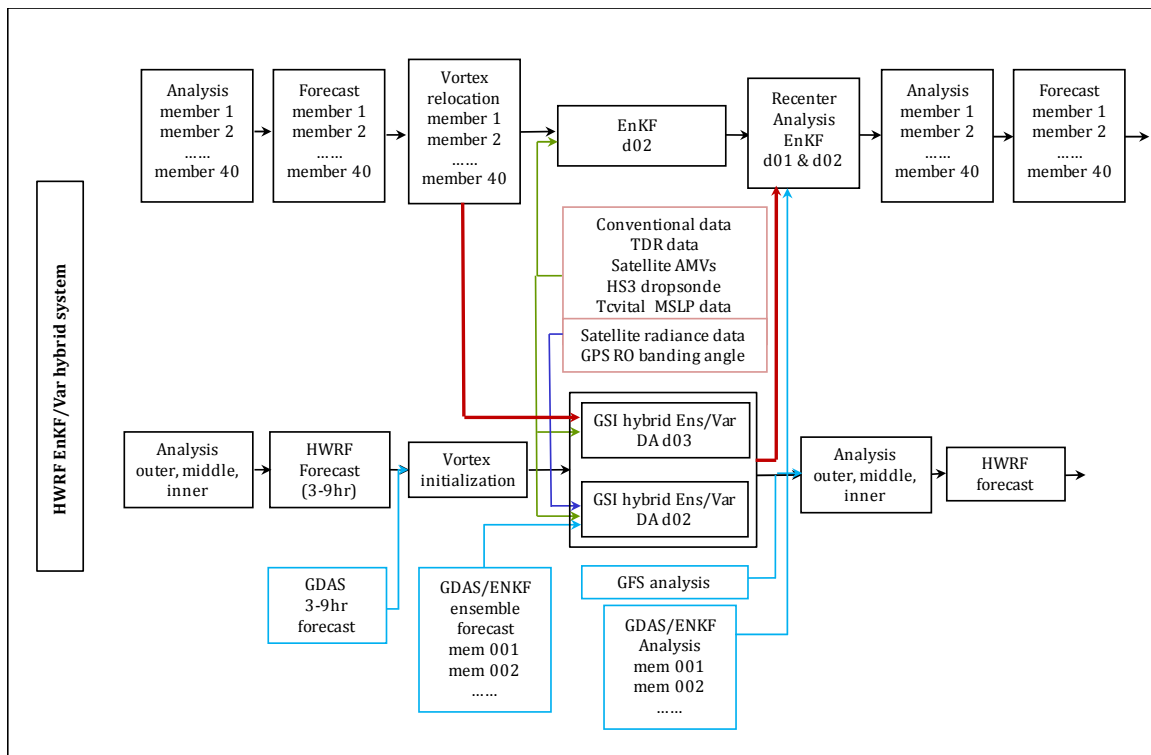 HWRF EnKF/Var hybrid system
Analysis
member 1
member 2
......
member 40
Forecast
member 1
member 2
......
member 40
Vortex
relocation
member 1
member 2
......
member 40
EnKF
d02
Recenter
Analysis
EnKF
d01 & d02
Analysis
member 1
member 2
......
member 40
Forecast
member 1
member 2
......
member 40
Conventional data
TDR data
Satellite AMVs
HS3 dropsonde
Tcvital MSLP data
Satellite radiance data
GPS RO banding angle
Analysis
outer, middle,
inner
HWRF
Forecast
(3-9hr)
Vortex
initialization
GSI hybrid Ens/Var
DA d03
GSI hybrid Ens/Var
DA d02
Analysis
outer, middle,
inner
HWRF
forecast
GDAS
3-9hr
forecast
GDAS/ENKF
ensemble
forecast
mem 001
mem 002
......
GFS analysis
GDAS/ENKF
Analysis
mem 001
mem 002
......